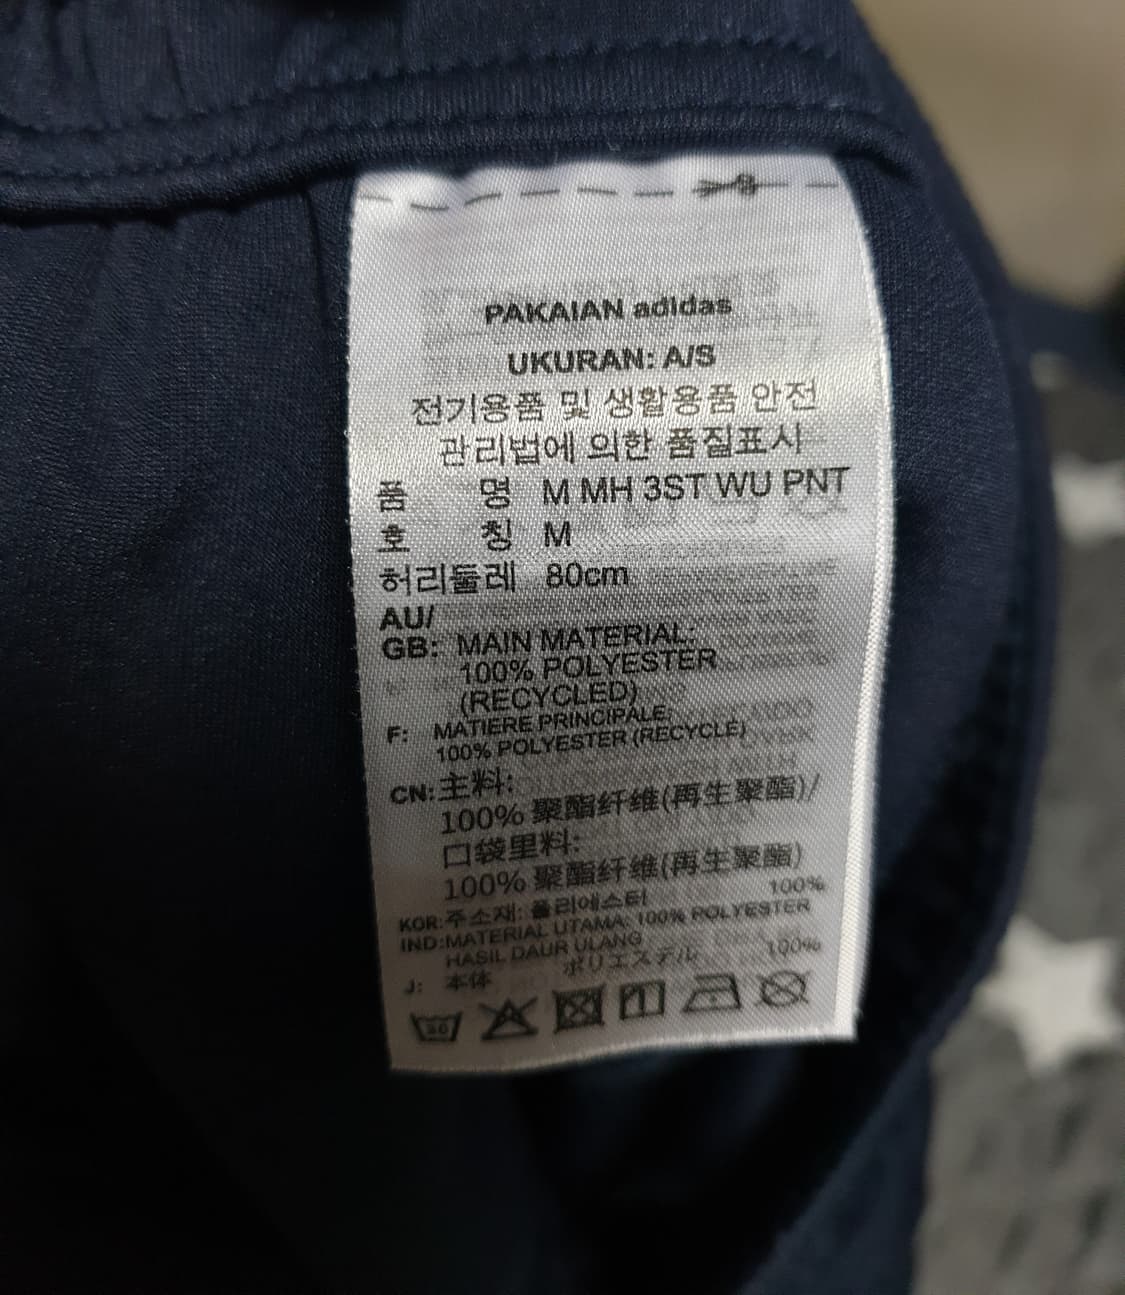 PAKAIAN adidas
UKURAN: A/S
전기용품 및 생활용품 안전
관리법에 의한 품질표시
품 명 M MH 3ST WU PNT
호 칭 M
허리둘레 80cm
AU/
GB: MAIN MATERIAL:
100% POLYESTER
(RECYCLED)
F: MATIERE PRINCIPALE:
100% POLYESTER (RECYCLÉ)
CN: 主料:
100% 聚酯纤维(再生聚酯)/
口袋里料:
100% 聚酯纤维(再生聚酯)
KOR: 주소재: 폴리에스터 100%
IND: MATERIAL UTAMA: 100% POLYESTER
HASIL DAUR ULANG
J: 本体 ポリエステル 100%
30